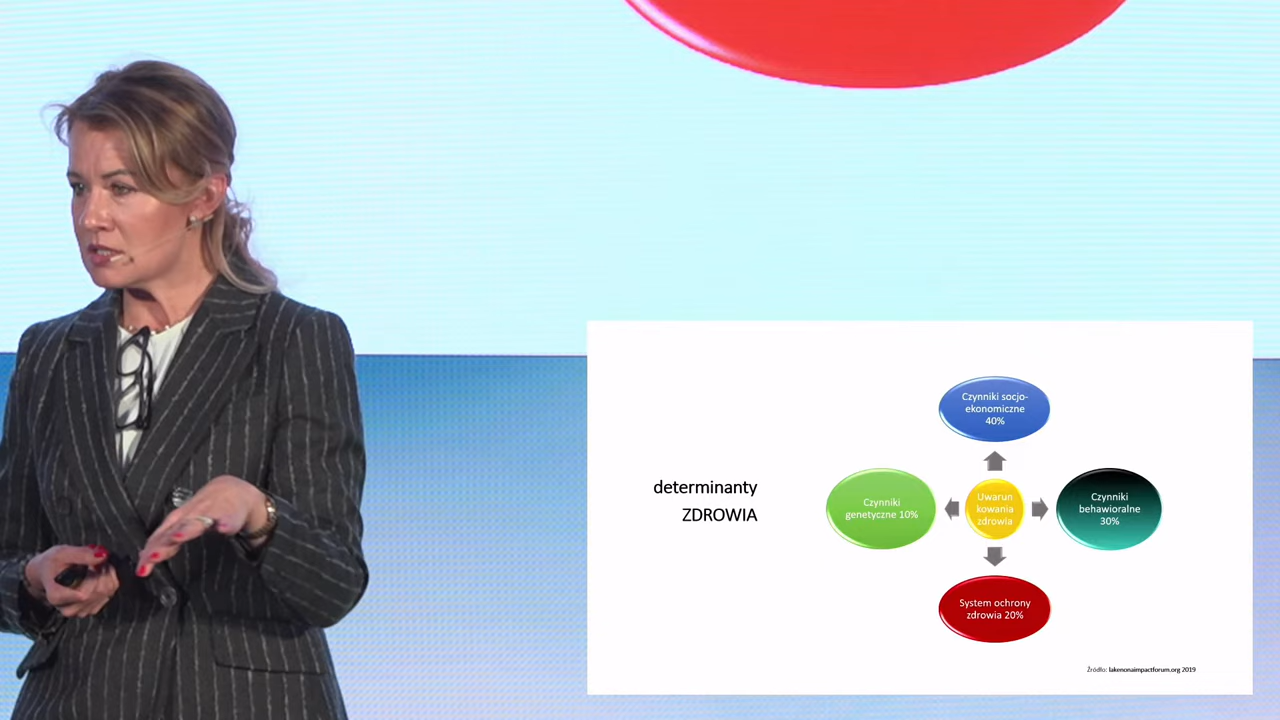 determinanty
ZDROWIA
Czynniki socjo-
ekonomiczne
40%
Czynniki
genetyczne 10%
Uwarun
kowania
zdrowia
Czynniki
behawioralne
30%
System ochrony
zdrowia 20%
Źródło: lakenonaimpactforum.org 2019